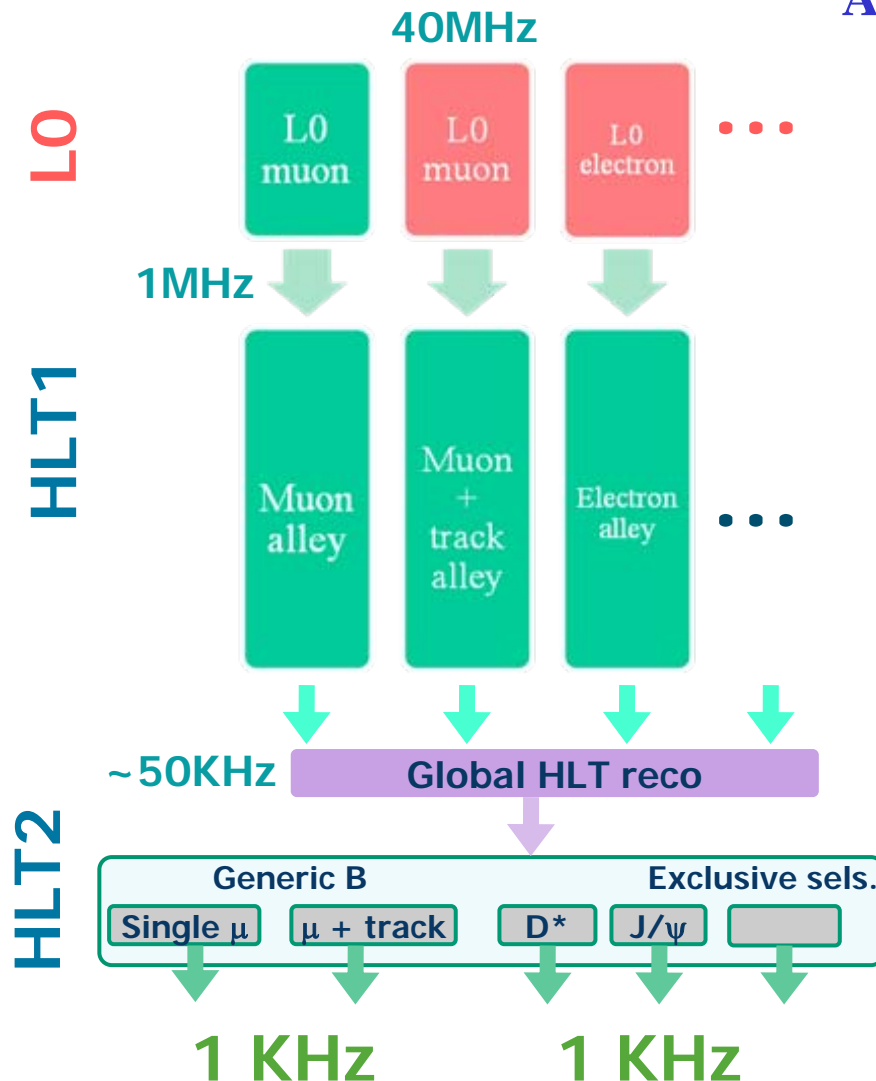 A
40MHz
L0
L0
muon
L0
muon
L0
electron
...
1MHz
HLT1
Muon
alley
Muon
+
track
alley
Electron
alley
...
~50KHz
Global HLT reco
HLT2
Generic B
Exclusive sels.
Single μ
μ + track
D*
J/ψ
1 KHz
1 KHz